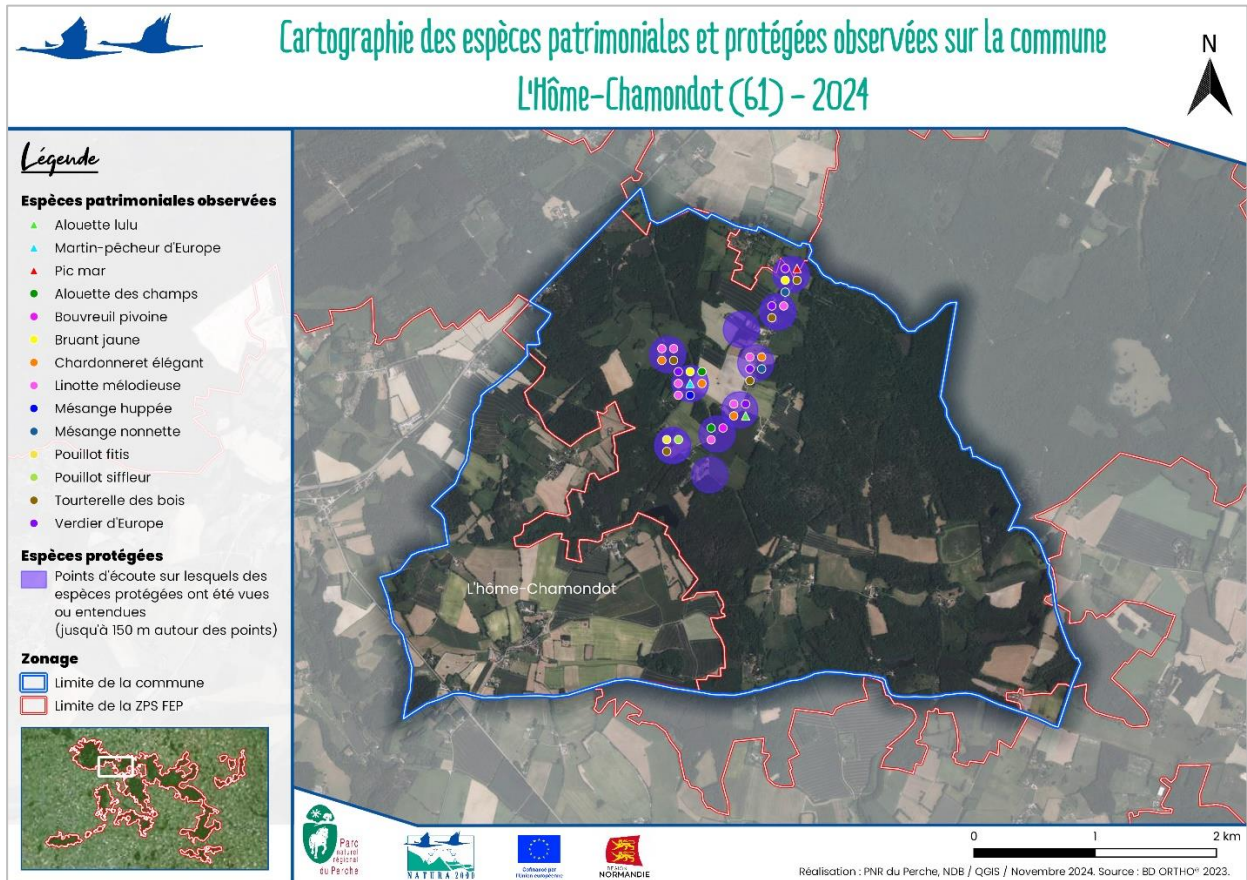 Cartographie des espèces patrimoniales et protégées observées sur la commune
L'Hôme-Chamondot (61) - 2024
N
Légende
Espèces patrimoniales observées
Alouette lulu
Martin-pêcheur d'Europe
Pic mar
Alouette des champs
Bouvreuil pivoine
Bruant jaune
Chardonneret élégant
Linotte mélodieuse
Mésange huppée
Mésange nonnette
Pouillot fitis
Pouillot siffleur
Tourterelle des bois
Verdier d'Europe
Espèces protégées
Points d'écoute sur lesquels des
espèces protégées ont été vues
ou entendues
(jusqu'à 150 m autour des points)
Zonage
Limite de la commune
Limite de la ZPS FEP
L'hôme-Chamondot
Parc
naturel
régional
du Perche
NATURA 2000
Cofinancé par
l'Union européenne
RÉGION
NORMANDIE
0 1 2 km
Réalisation : PNR du Perche, NDB / QGIS / Novembre 2024. Source : BD ORTHO® 2023.